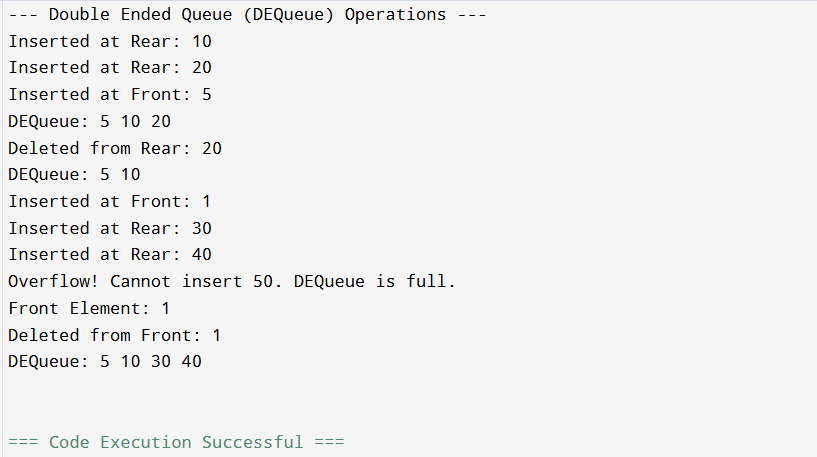 --- Double Ended Queue (DEQueue) Operations ---
Inserted at Rear: 10
Inserted at Rear: 20
Inserted at Front: 5
DEQueue: 5 10 20
Deleted from Rear: 20
DEQueue: 5 10
Inserted at Front: 1
Inserted at Rear: 30
Inserted at Rear: 40
Overflow! Cannot insert 50. DEQueue is full.
Front Element: 1
Deleted from Front: 1
DEQueue: 5 10 30 40
=== Code Execution Successful ===